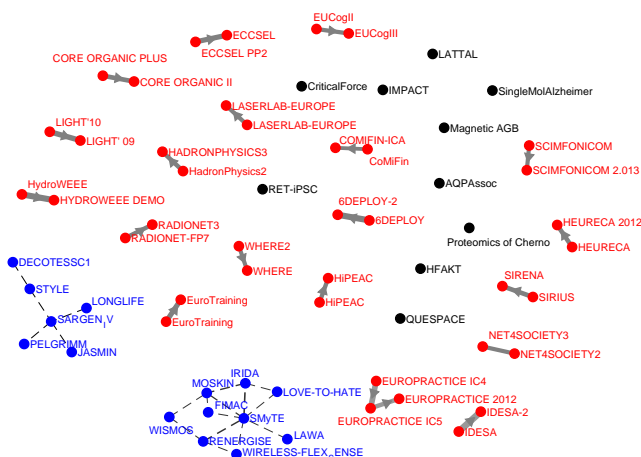 EUCogII
ECCSEL
EUCogIII
ECCSEL PP2
LATTAL
CORE ORGANIC PLUS
CORE ORGANIC II
CriticalForce
IMPACT
SingleMolAlzheimer
LIGHT'10
LASERLAB-EUROPE
LASERLAB-EUROPE
Magnetic AGB
LIGHT' 09
HADRONPHYSICS3
COMIFIN-ICA
CoMiFin
SCIMFONICOM
HadronPhysics2
SCIMFONICOM 2.013
HydroWEEE
HYDROWEEE DEMO
RET-iPSC
AQPAssoc
6DEPLOY-2
6DEPLOY
RADIONET3
RADIONET-FP7
HEURECA 2012
Proteomics of Cherno
HEURECA
WHERE2
WHERE
DECOTESSC1
HFAKT
STYLE
HiPEAC
HiPEAC
SIRENA
SIRIUS
LONGLIFE
EuroTraining
EuroTraining
SARGEN_IV
QUESPACE
PELGRIMM
JASMIN
NET4SOCIETY3
NET4SOCIETY2
IRIDA
MOSKIN
LOVE-TO-HATE
EUROPRACTICE IC4
EUROPRACTICE 2012
FIMAC
SMyTE
EUROPRACTICE IC5
IDESA-2
WISMOS
IDESA
RENERGISE
LAWA
WIRELESS-FLEX_SENSE